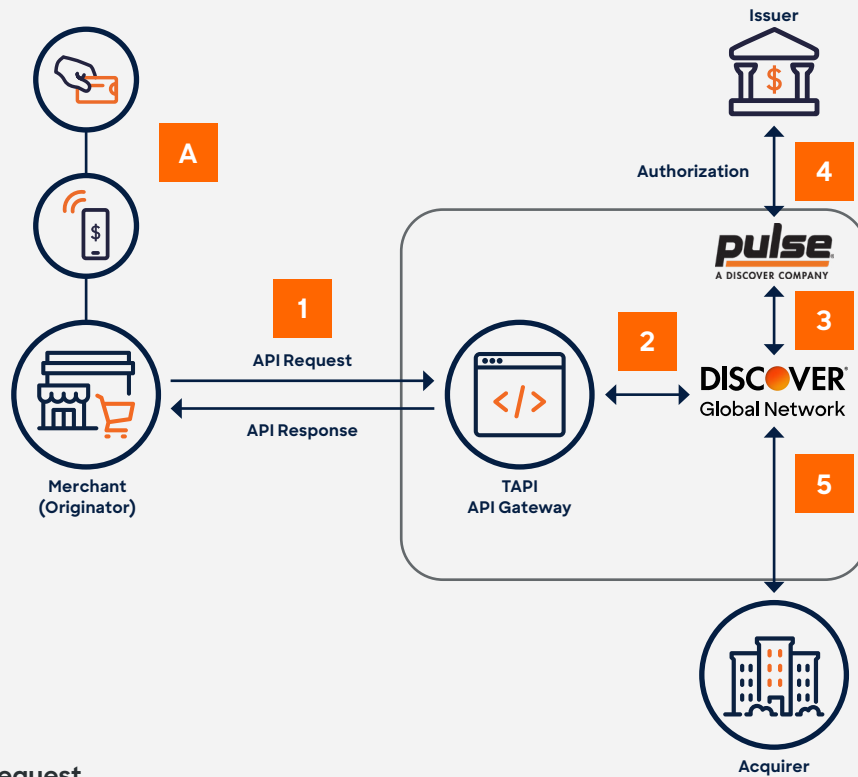 Issuer
$
A
Authorization
4
$
pulse
A DISCOVER COMPANY
1
3
2
API Request
DISCOVER
</>
Global Network
API Response
5
Merchant
(Originator)
TAPI
API Gateway
Acquirer